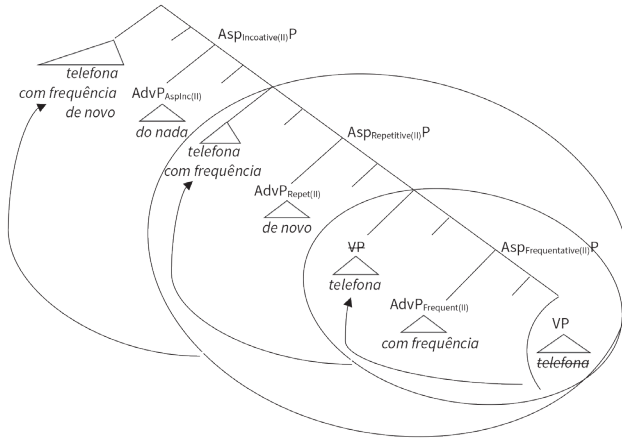 Asp_Incoative(II)P
telefona
com frequência
de novo
AdvP_AspInc(II)
do nada
telefona
com frequência
Asp_Repetitive(II)P
AdvP_Repet(II)
de novo
VP
telefona
Asp_Frequentative(II)P
AdvP_Frequent(II)
com frequência
VP
telefona